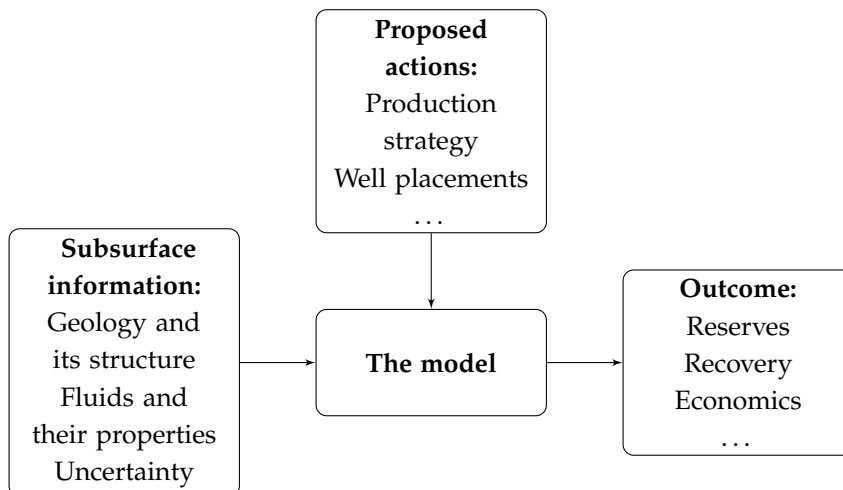 Proposed
actions:
Production
strategy
Well placements
. . .
Subsurface
information:
Geology and
its structure
Fluids and
their properties
Uncertainty
The model
Outcome:
Reserves
Recovery
Economics
. . .